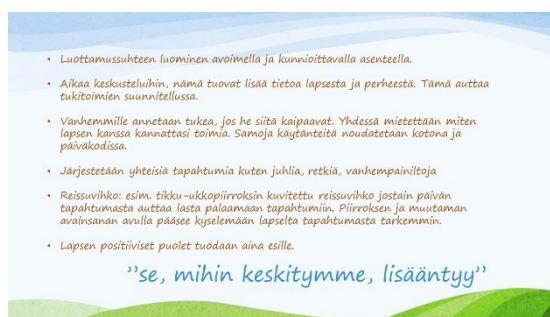 • Luottamussuhteen luominen avoimella ja kunnioittavalla asenteella.
• Aikaa keskusteluihin, nämä tuovat lisää tietoa lapsesta ja perheestä. Tämä auttaa
tukitoimien suunnitellussa.
• Vanhemmille annetaan tukea, jos he siitä kaipaavat. Yhdessä mietettään miten
lapsen kanssa kannattasi toimia. Samoja käytänteitä noudatetaan kotona ja
päiväkodissa.
• Järjestetään yhteisiä tapahtumia kuten juhlia, retkiä, vanhempainiltoja
• Reissuvihko: esim. tikku-ukkopiirroksin kuvitettu reissuvihko jostain päivän
tapahtumasta auttaa lasta palaamaan tapahtumiin. Piirroksen ja muutaman
avainsanan avulla pääsee kyselemään lapselta tapahtumasta tarkemmin.
• Lapsen positiiviset puolet tuodaan aina esille.
”se, mihin keskitymme, lisääntyy”